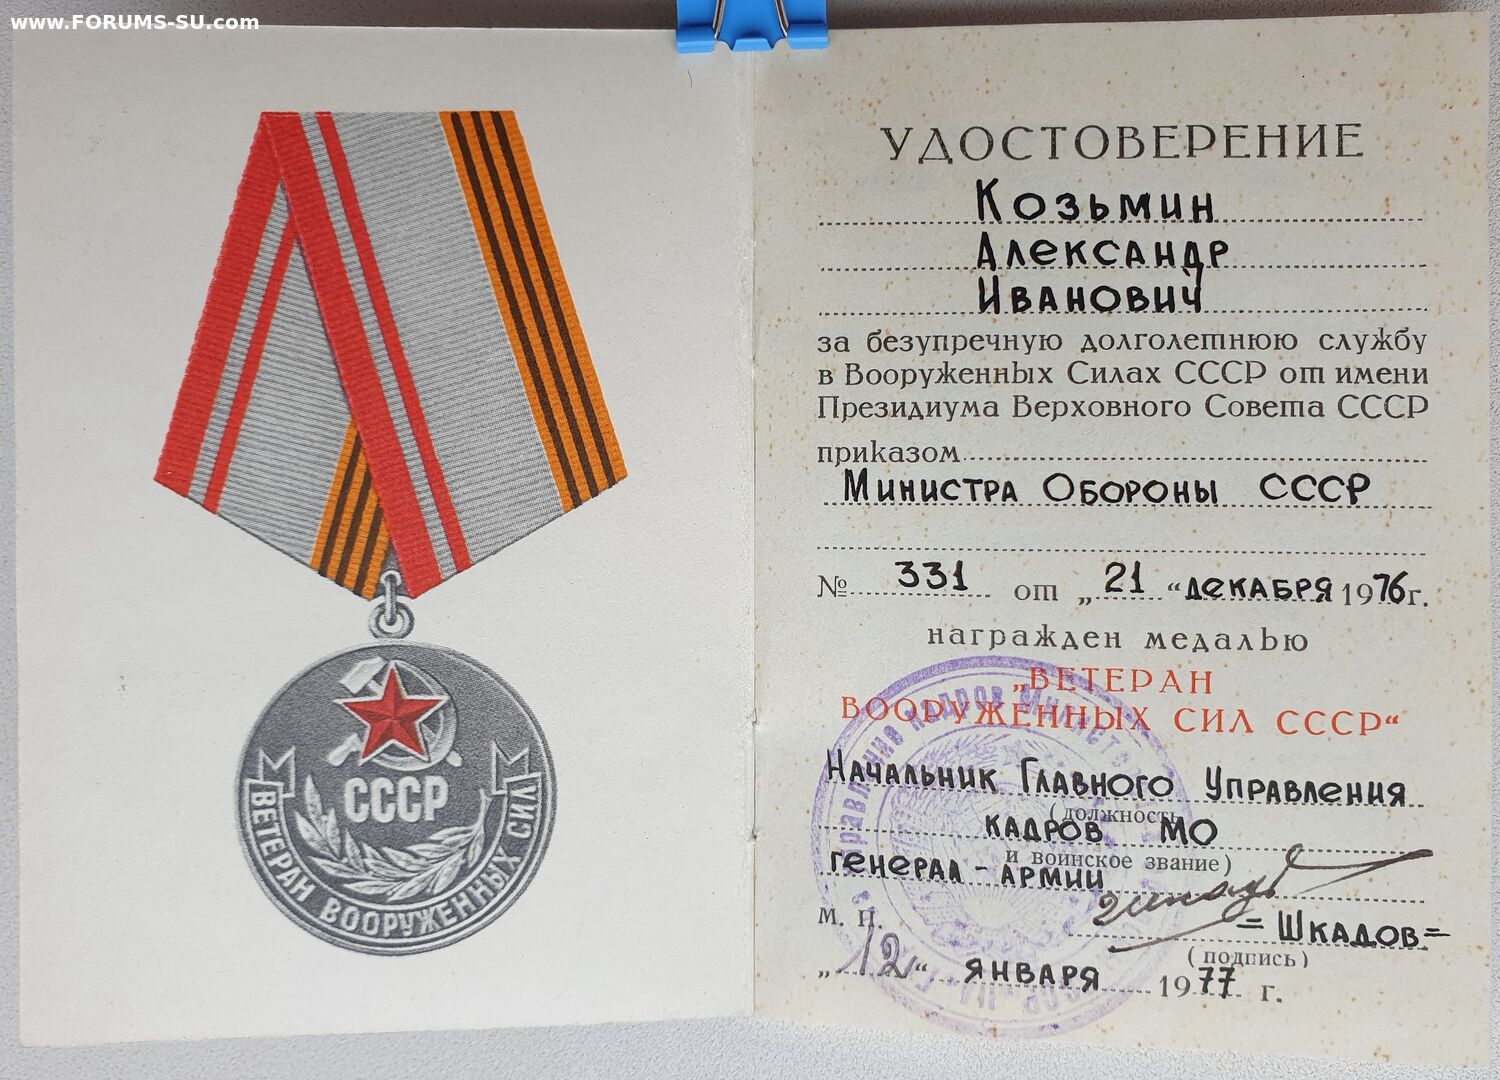 www.FORUMS-SU.com
СССР
ВЕТЕРАН ВООРУЖЕННЫХ СИЛ
УДОСТОВЕРЕНИЕ
Козьмин
Александр
Иванович
за безупречную долголетнюю службу
в Вооруженных Силах СССР от имени
Президиума Верховного Совета СССР
приказом
Министра Обороны СССР
№ 331 от „21“ декабря 1976г.
награжден медалью
„ВЕТЕРАН
ВООРУЖЕННЫХ СИЛ СССР“
Начальник Главного Управления
(должность
кадров МО
и воинское звание)
генерал-армии
М. П. =Шкадов=
(подпись)
„12“ января 1977 г.